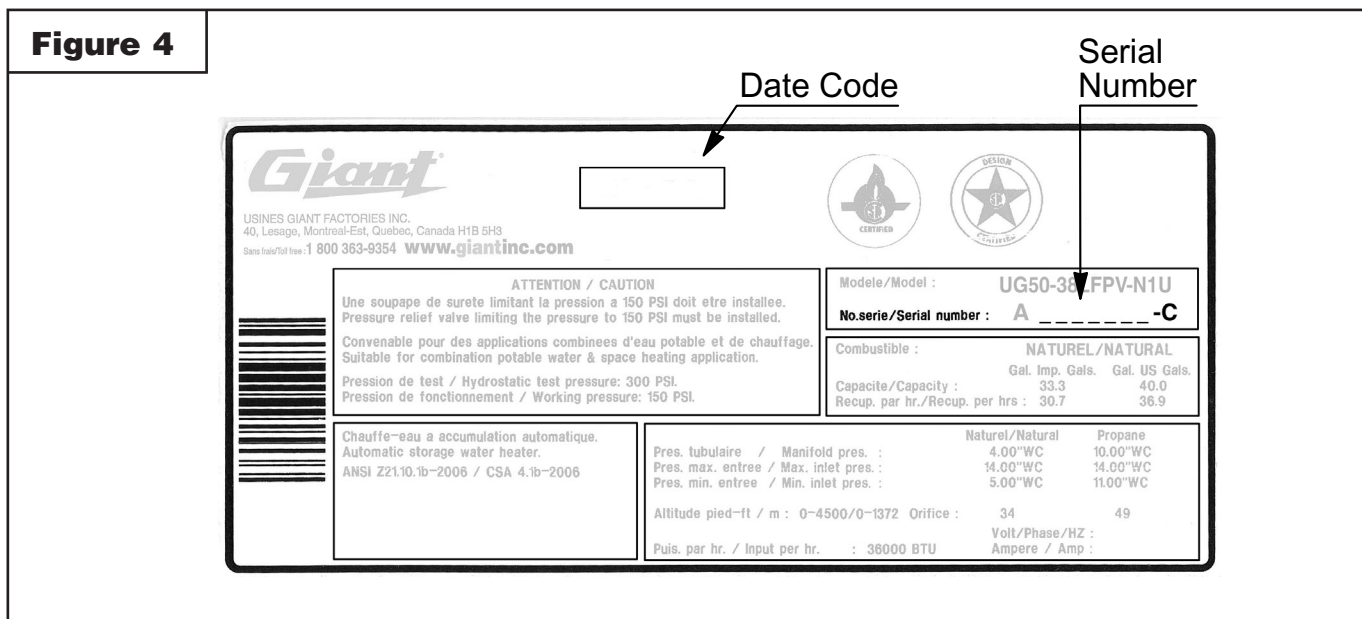 Figure 4
Date Code
Serial
Number
Giant
USINES GIANT FACTORIES INC.
40, Lesage, Montreal-Est, Quebec, Canada H1B 5H3
Sans frais/Toll free :1 800 363-9354 www.giantinc.com
CERTIFIED
DESIGN
CERTIFIED
ATTENTION / CAUTION
Une soupape de surete limitant la pression a 150 PSI doit etre installee.
Pressure relief valve limiting the pressure to 150 PSI must be installed.
Convenable pour des applications combinees d'eau potable et de chauffage.
Suitable for combination potable water & space heating application.
Pression de test / Hydrostatic test pressure: 300 PSI.
Pression de fonctionnement / Working pressure: 150 PSI.
Modele/Model : UG50-38LFPV-N1U
No.serie/Serial number : A _ _ _ _ _ _ _ -C
Combustible : NATUREL/NATURAL
Gal. Imp. Gals. Gal. US Gals.
Capacite/Capacity : 33.3 40.0
Recup. par hr./Recup. per hrs : 30.7 36.9
Chauffe-eau a accumulation automatique.
Automatic storage water heater.
ANSI Z21.10.1b-2006 / CSA 4.1b-2006
Naturel/Natural Propane
Pres. tubulaire / Manifold pres. : 4.00"WC 10.00"WC
Pres. max. entree / Max. inlet pres. : 14.00"WC 14.00"WC
Pres. min. entree / Min. inlet pres. : 5.00"WC 11.00"WC
Altitude pied-ft / m : 0-4500/0-1372 Orifice : 34 49
Volt/Phase/HZ :
Puis. par hr. / Input per hr. : 36000 BTU Ampere / Amp :